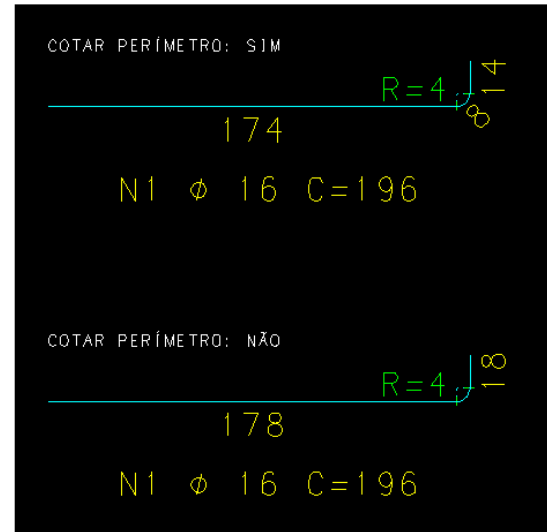 COTAR PERÍMETRO: SIM
R=4
14
8
174
N1 ϕ 16 C=196
COTAR PERÍMETRO: NÃO
R=4
18
178
N1 ϕ 16 C=196